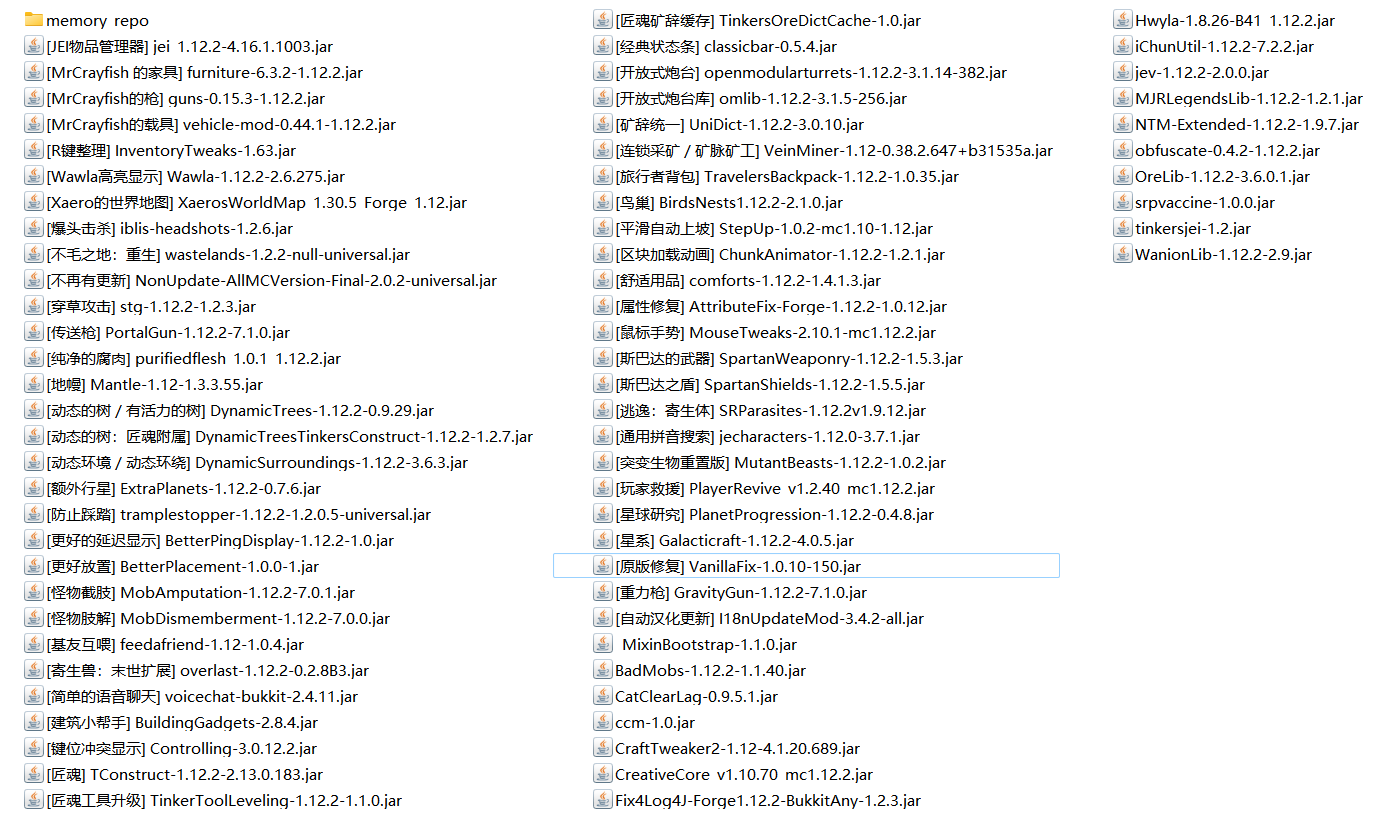 memory repo
[JEI物品管理器] jei 1.12.2-4.16.1.1003.jar
[MrCrayfish 的家具] furniture-6.3.2-1.12.2.jar
[MrCrayfish的枪] guns-0.15.3-1.12.2.jar
[MrCrayfish的载具] vehicle-mod-0.44.1-1.12.2.jar
[R键整理] InventoryTweaks-1.63.jar
[Wawla高亮显示] Wawla-1.12.2-2.6.275.jar
[Xaero的世界地图] XaerosWorldMap 1.30.5 Forge 1.12.jar
[爆头击杀] iblis-headshots-1.2.6.jar
[不毛之地：重生] wastelands-1.2.2-null-universal.jar
[不再有更新] NonUpdate-AllMCVersion-Final-2.0.2-universal.jar
[穿草攻击] stg-1.12.2-1.2.3.jar
[传送枪] PortalGun-1.12.2-7.1.0.jar
[纯净的腐肉] purifiedflesh 1.0.1 1.12.2.jar
[地幔] Mantle-1.12-1.3.3.55.jar
[动态的树 / 有活力的树] DynamicTrees-1.12.2-0.9.29.jar
[动态的树：匠魂附属] DynamicTreesTinkersConstruct-1.12.2-1.2.7.jar
[动态环境 / 动态环绕] DynamicSurroundings-1.12.2-3.6.3.jar
[额外行星] ExtraPlanets-1.12.2-0.7.6.jar
[防止踩踏] tramplestopper-1.12.2-1.2.0.5-universal.jar
[更好的延迟显示] BetterPingDisplay-1.12.2-1.0.jar
[更好放置] BetterPlacement-1.0.0-1.jar
[怪物截肢] MobAmputation-1.12.2-7.0.1.jar
[怪物肢解] MobDismemberment-1.12.2-7.0.0.jar
[基友互喂] feedafriend-1.12-1.0.4.jar
[寄生兽：末世扩展] overlast-1.12.2-0.2.8B3.jar
[简单的语音聊天] voicechat-bukkit-2.4.11.jar
[建筑小帮手] BuildingGadgets-2.8.4.jar
[键位冲突显示] Controlling-3.0.12.2.jar
[匠魂] TConstruct-1.12.2-2.13.0.183.jar
[匠魂工具升级] TinkerToolLeveling-1.12.2-1.1.0.jar
[匠魂矿辞缓存] TinkersOreDictCache-1.0.jar
[经典状态条] classicbar-0.5.4.jar
[开放式炮台] openmodularturrets-1.12.2-3.1.14-382.jar
[开放式炮台库] omlib-1.12.2-3.1.5-256.jar
[矿辞统一] UniDict-1.12.2-3.0.10.jar
[连锁采矿 / 矿脉矿工] VeinMiner-1.12-0.38.2.647+b31535a.jar
[旅行者背包] TravelersBackpack-1.12.2-1.0.35.jar
[鸟巢] BirdsNests1.12.2-2.1.0.jar
[平滑自动上坡] StepUp-1.0.2-mc1.10-1.12.jar
[区块加载动画] ChunkAnimator-1.12.2-1.2.1.jar
[舒适用品] comforts-1.12.2-1.4.1.3.jar
[属性修复] AttributeFix-Forge-1.12.2-1.0.12.jar
[鼠标手势] MouseTweaks-2.10.1-mc1.12.2.jar
[斯巴达的武器] SpartanWeaponry-1.12.2-1.5.3.jar
[斯巴达之盾] SpartanShields-1.12.2-1.5.5.jar
[逃逸：寄生体] SRParasites-1.12.2v1.9.12.jar
[通用拼音搜索] jecharacters-1.12.0-3.7.1.jar
[突变生物重置版] MutantBeasts-1.12.2-1.0.2.jar
[玩家救援] PlayerRevive v1.2.40 mc1.12.2.jar
[星球研究] PlanetProgression-1.12.2-0.4.8.jar
[星系] Galacticraft-1.12.2-4.0.5.jar
[原版修复] VanillaFix-1.0.10-150.jar
[重力枪] GravityGun-1.12.2-7.1.0.jar
[自动汉化更新] I18nUpdateMod-3.4.2-all.jar
MixinBootstrap-1.1.0.jar
BadMobs-1.12.2-1.1.40.jar
CatClearLag-0.9.5.1.jar
ccm-1.0.jar
CraftTweaker2-1.12-4.1.20.689.jar
CreativeCore v1.10.70 mc1.12.2.jar
Fix4Log4J-Forge1.12.2-BukkitAny-1.2.3.jar
Hwyla-1.8.26-B41 1.12.2.jar
iChunUtil-1.12.2-7.2.2.jar
jev-1.12.2-2.0.0.jar
MJRLegendsLib-1.12.2-1.2.1.jar
NTM-Extended-1.12.2-1.9.7.jar
obfuscate-0.4.2-1.12.2.jar
OreLib-1.12.2-3.6.0.1.jar
srpvaccine-1.0.0.jar
tinkersjei-1.2.jar
WanionLib-1.12.2-2.9.jar